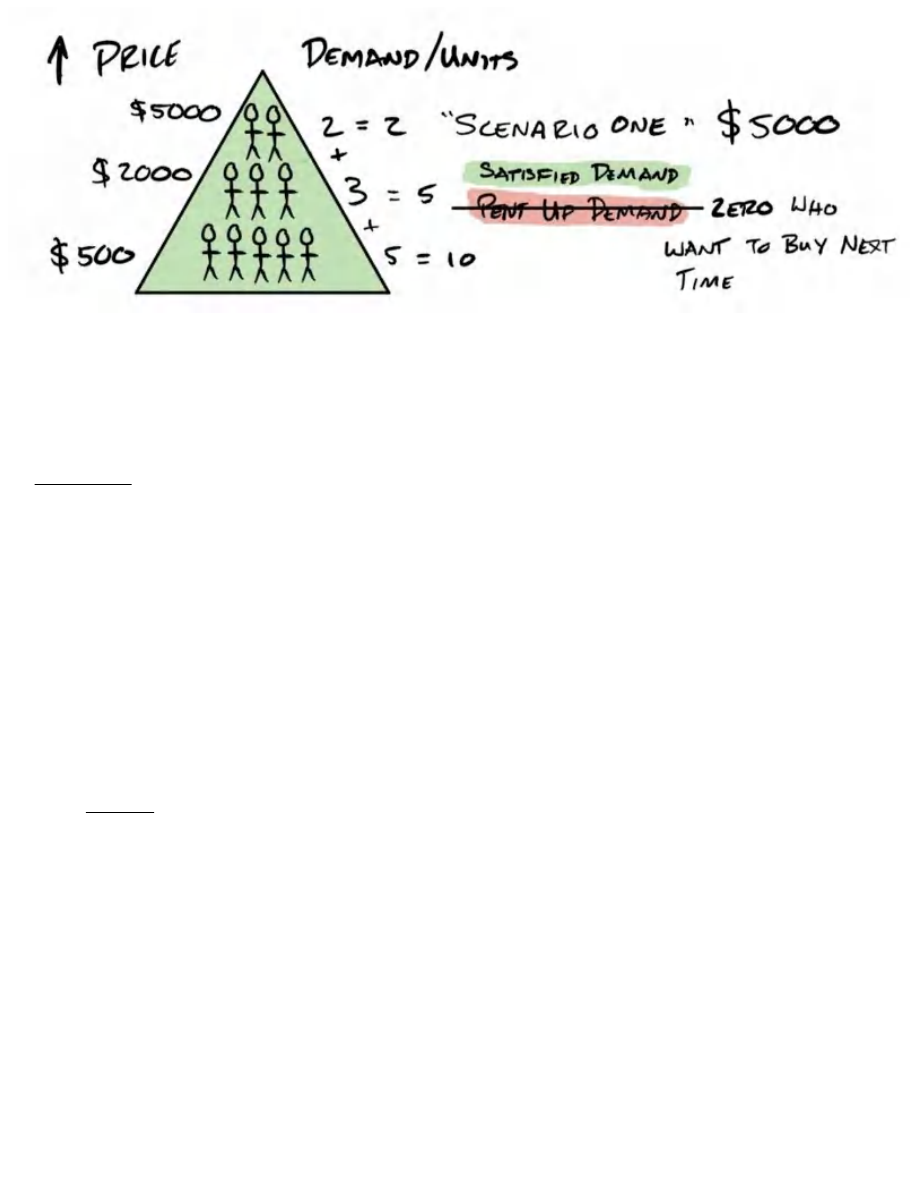 ↑ PRICE DEMAND/UNITS
$5000 2 = 2 "SCENARIO ONE" $5000
+
$2000 3 = 5 SATISFIED DEMAND
PENT UP DEMAND ZERO WHO
+
$500 5 = 10 WANT TO BUY NEXT
TIME